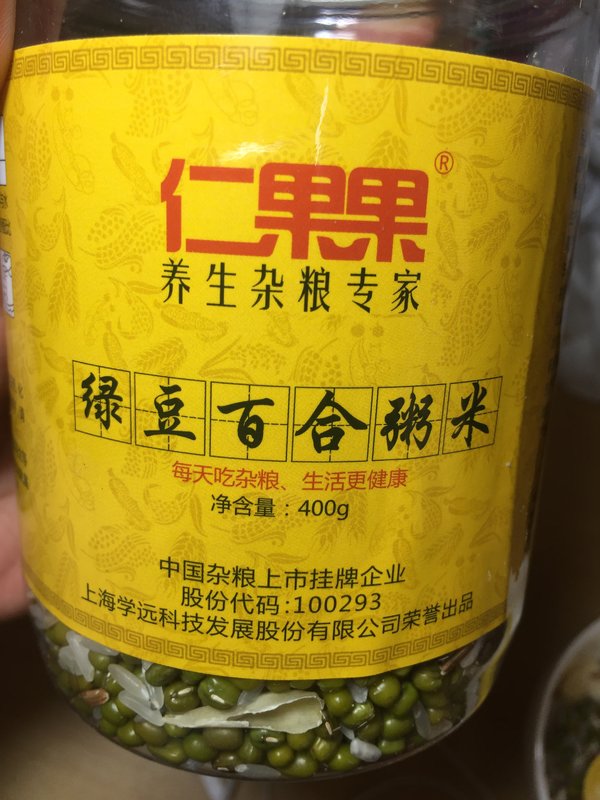 仁果果®
养生杂粮专家
绿豆百合粥米
每天吃杂粮、生活更健康
净含量：400g
中国杂粮上市挂牌企业
股份代码:100293
上海学远科技发展股份有限公司荣誉出品